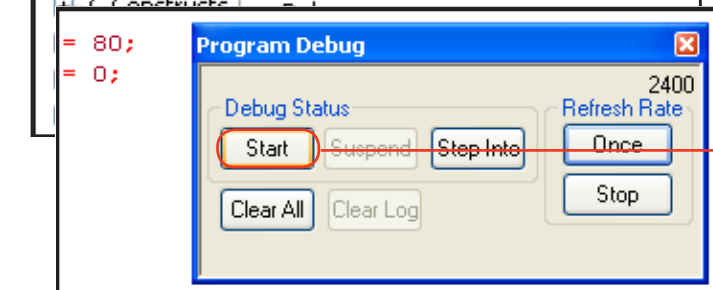 Constructs
= 80;
= 0;
Program Debug
2400
Debug Status
Refresh Rate
Start
Suspend
Step Into
Once
Stop
Clear All
Clear Log